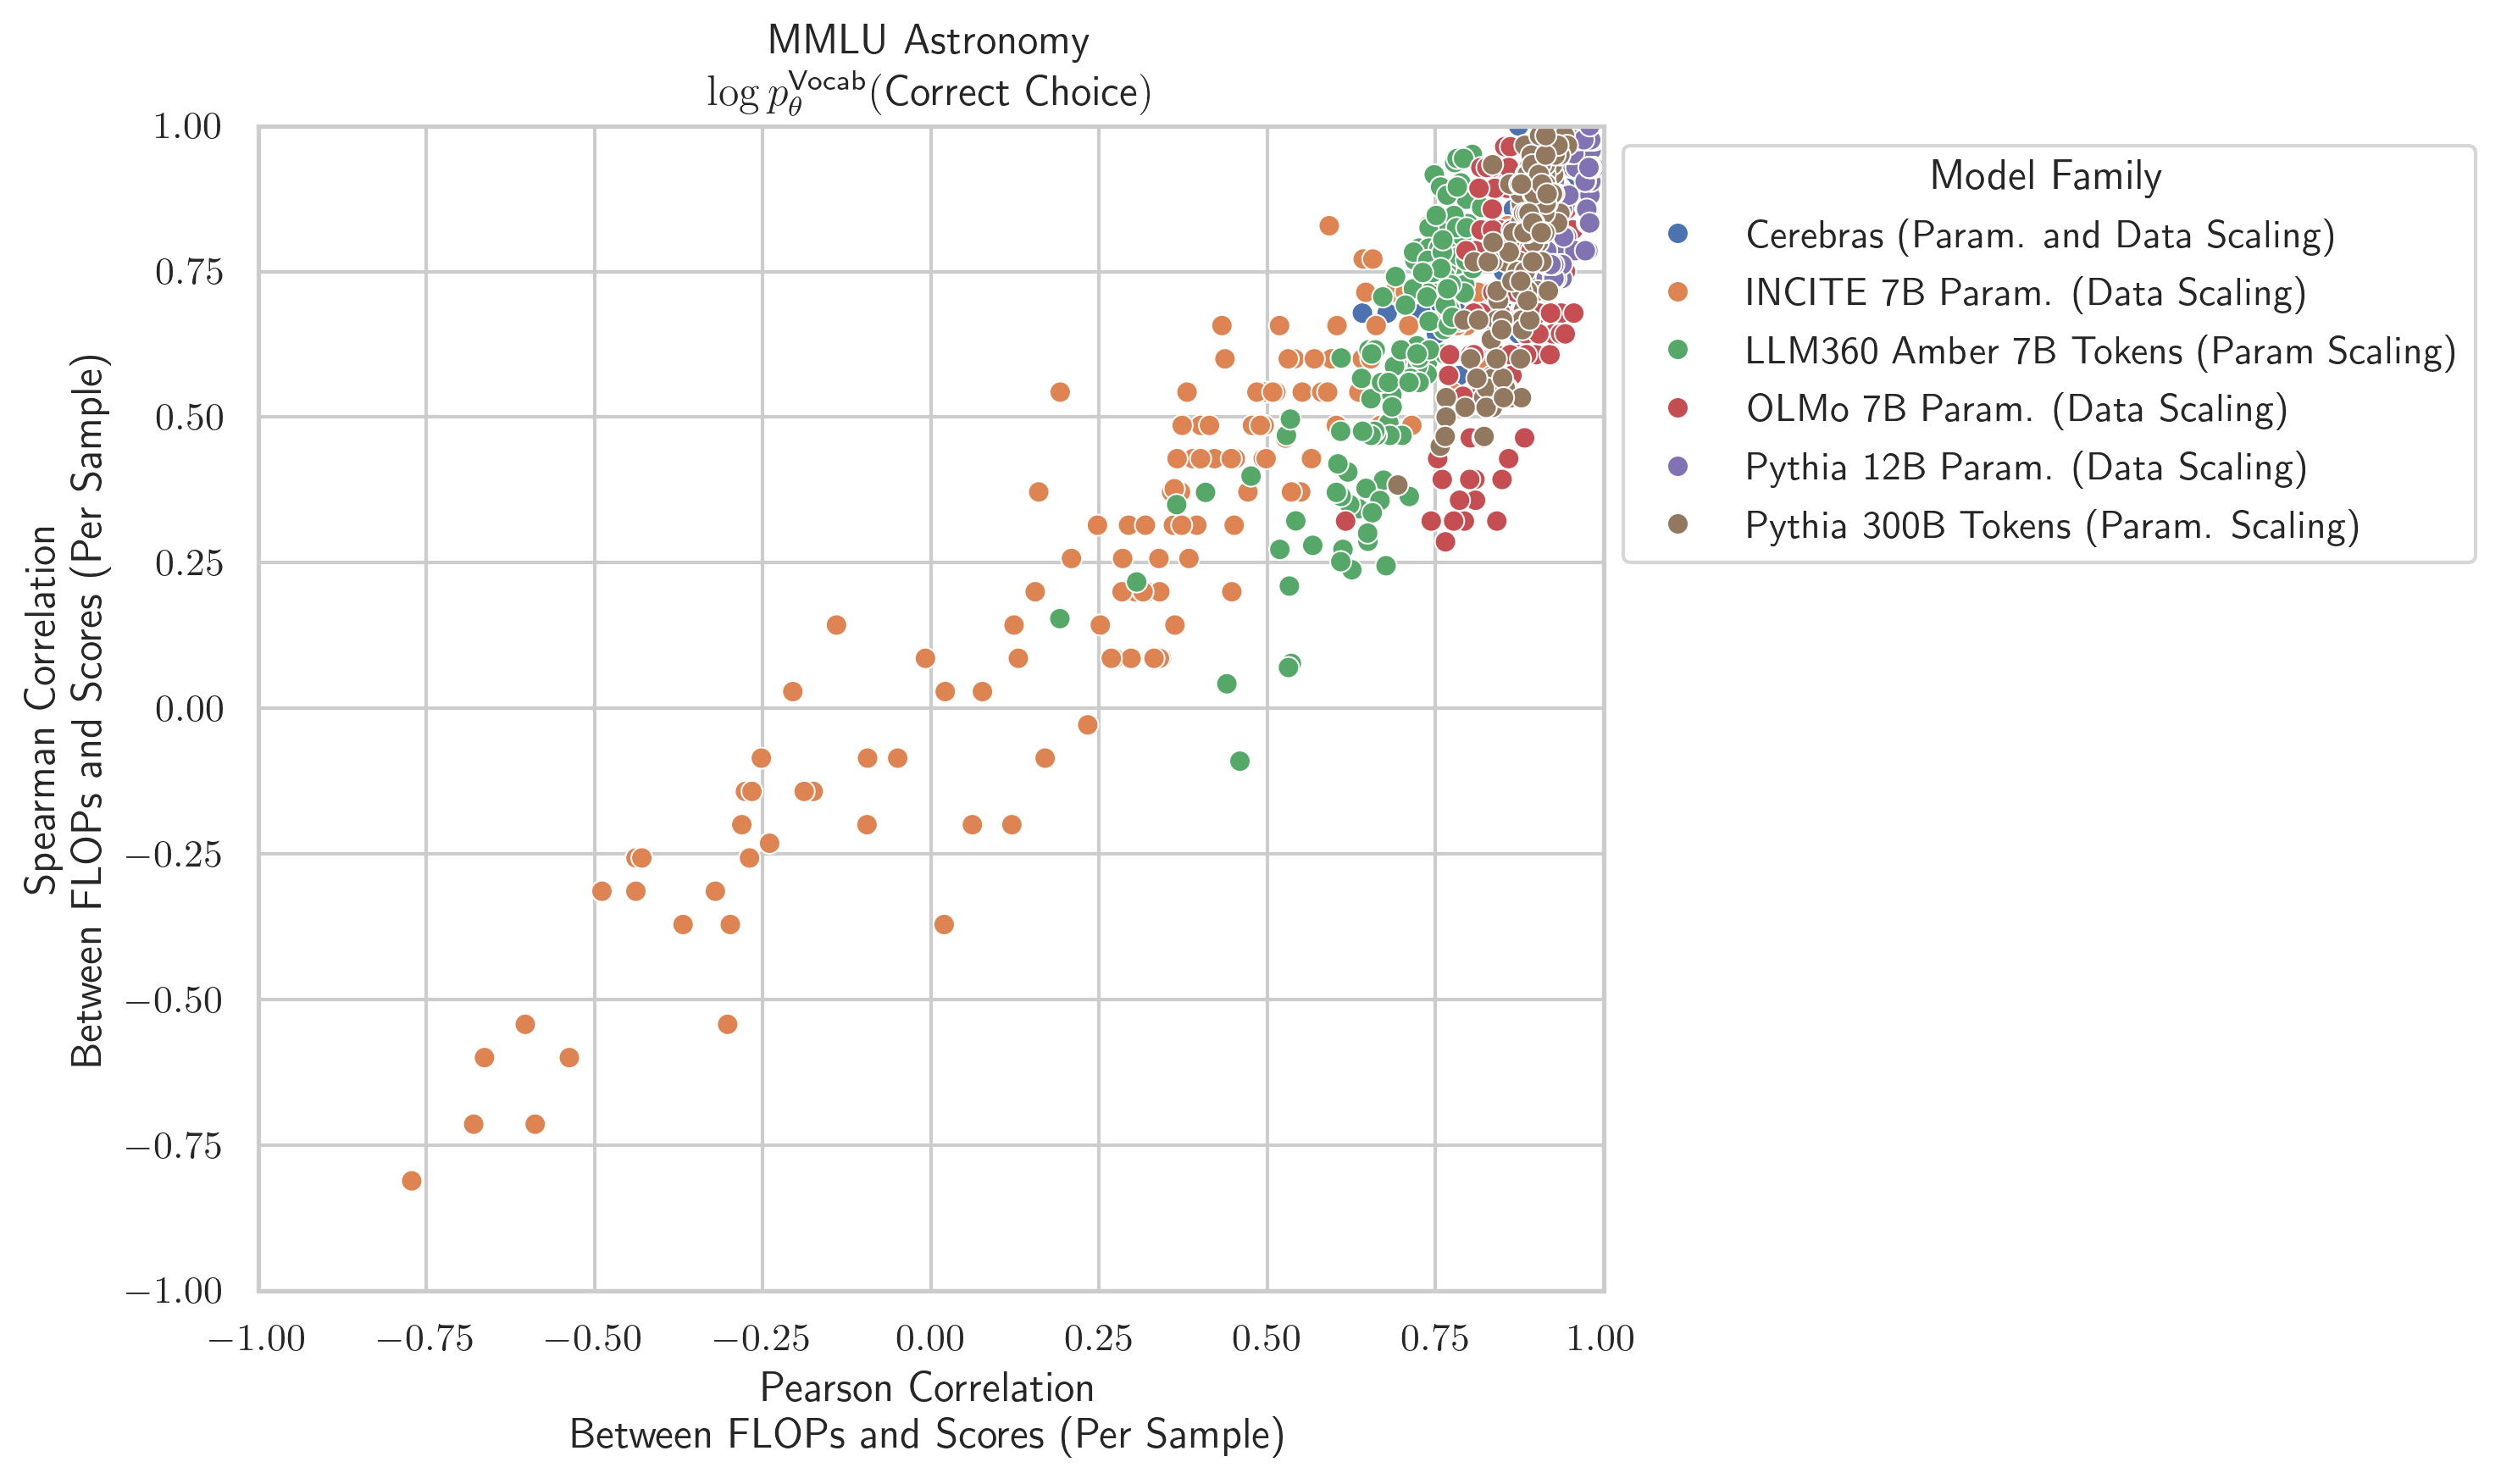 MMLU Astronomy
log p_θ^Vocab(Correct Choice)
Spearman Correlation
Between FLOPs and Scores (Per Sample)
1.00
0.75
0.50
0.25
0.00
−0.25
−0.50
−0.75
−1.00
−1.00 −0.75 −0.50 −0.25 0.00 0.25 0.50 0.75 1.00
Pearson Correlation
Between FLOPs and Scores (Per Sample)
Model Family
Cerebras (Param. and Data Scaling)
INCITE 7B Param. (Data Scaling)
LLM360 Amber 7B Tokens (Param Scaling)
OLMo 7B Param. (Data Scaling)
Pythia 12B Param. (Data Scaling)
Pythia 300B Tokens (Param. Scaling)